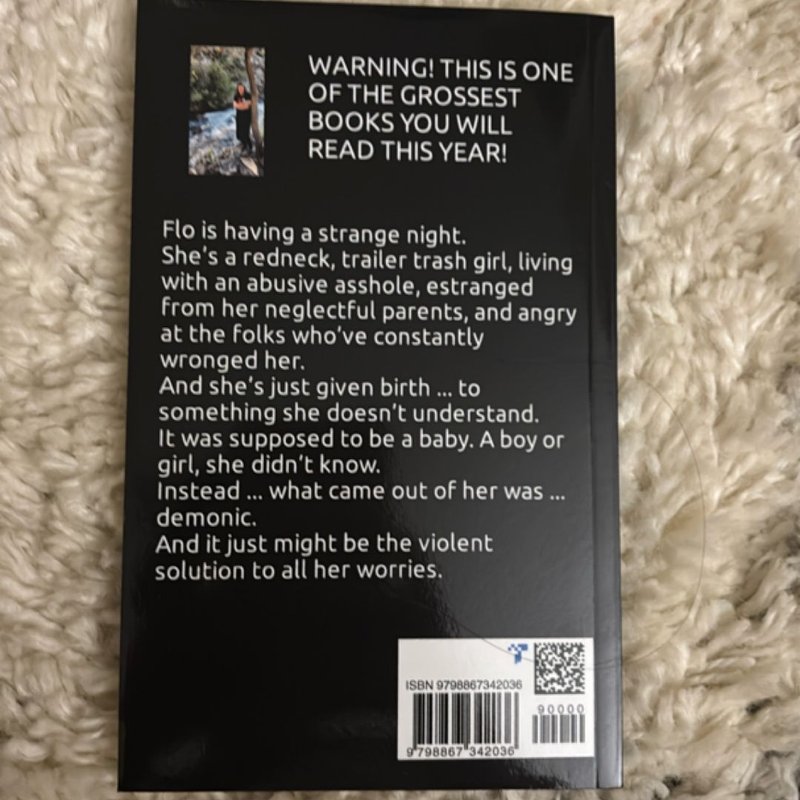 WARNING! THIS IS ONE
OF THE GROSSEST
BOOKS YOU WILL
READ THIS YEAR!
Flo is having a strange night.
She's a redneck, trailer trash girl, living
with an abusive asshole, estranged
from her neglectful parents, and angry
at the folks who've constantly
wronged her.
And she's just given birth ... to
something she doesn't understand.
It was supposed to be a baby. A boy or
girl, she didn't know.
Instead ... what came out of her was ...
demonic.
And it just might be the violent
solution to all her worries.
ISBN 9798867342036
90000
9 798867 342036